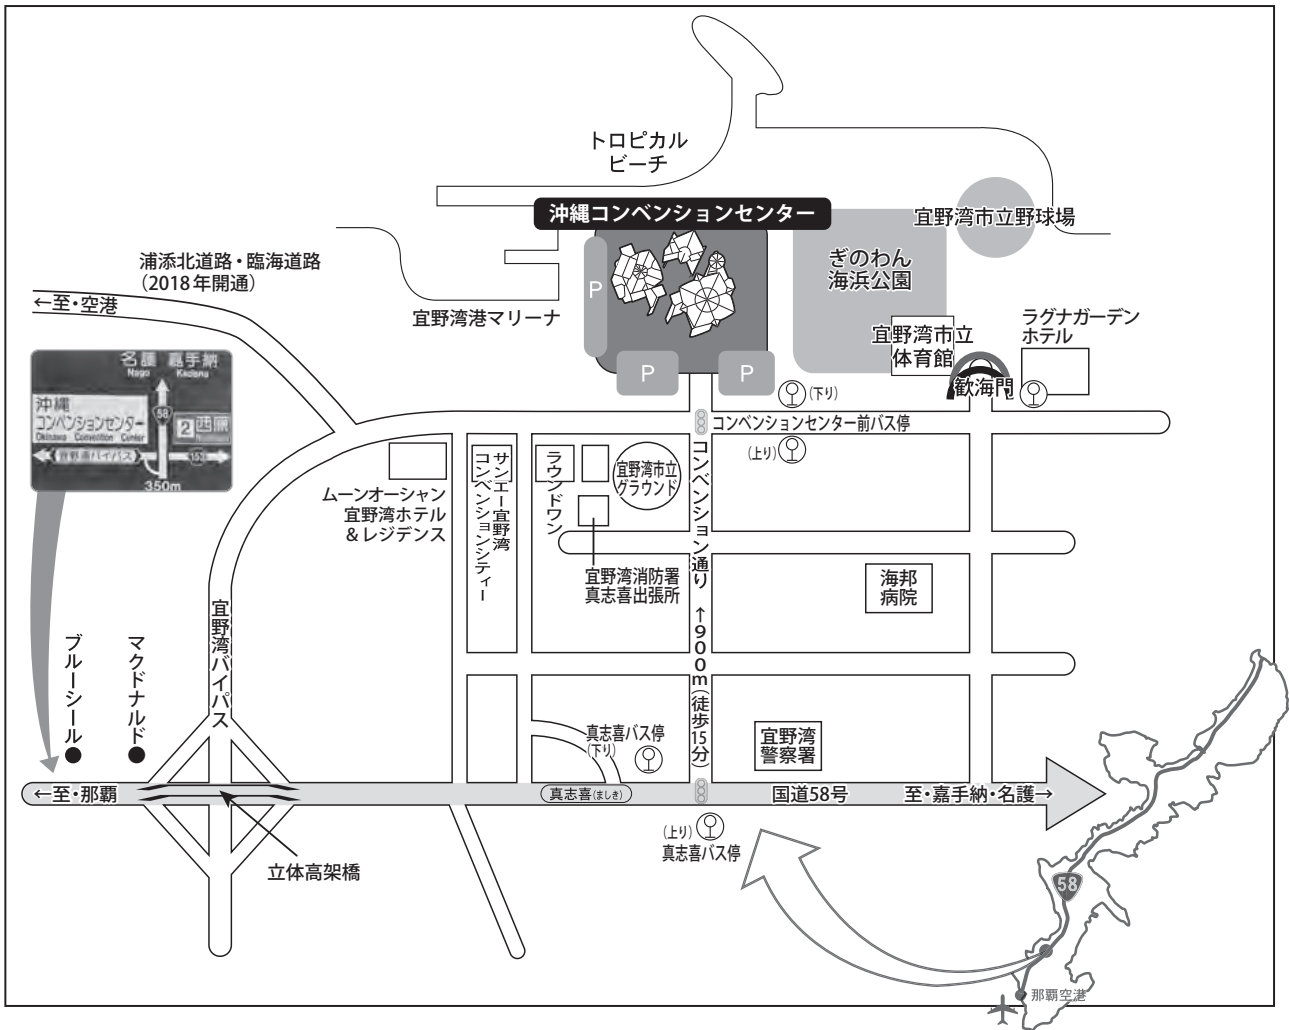 トロピカル
ビーチ
沖縄コンベンションセンター
宜野湾市立野球場
ぎのわん
海浜公園
浦添北道路・臨海道路
(2018年開通)
←至・空港
宜野湾港マリーナ
P
P
P
宜野湾市立
体育館
ラグナガーデン
ホテル
歓海門
(下り)
コンベンションセンター前バス停
(上り)
名護 嘉手納
Nago Kadena
58
沖縄
コンベンションセンター
Okinawa Convention Center
2 西原
宜野湾バイパス
350m
ムーンオーシャン
宜野湾ホテル
&レジデンス
サンエー宜野湾
コンベンションシティー
ラウンドワン
宜野湾市立
グラウンド
宜野湾消防署
真志喜出張所
コンベンション通り
↑900m(徒歩15分)
海邦
病院
宜野湾バイパス
ブルーシール
マクドナルド
真志喜バス停
(下り)
宜野湾
警察署
←至・那覇
真志喜(ましき)
国道58号
至・嘉手納・名護→
(上り)
真志喜バス停
立体高架橋
58
那覇空港